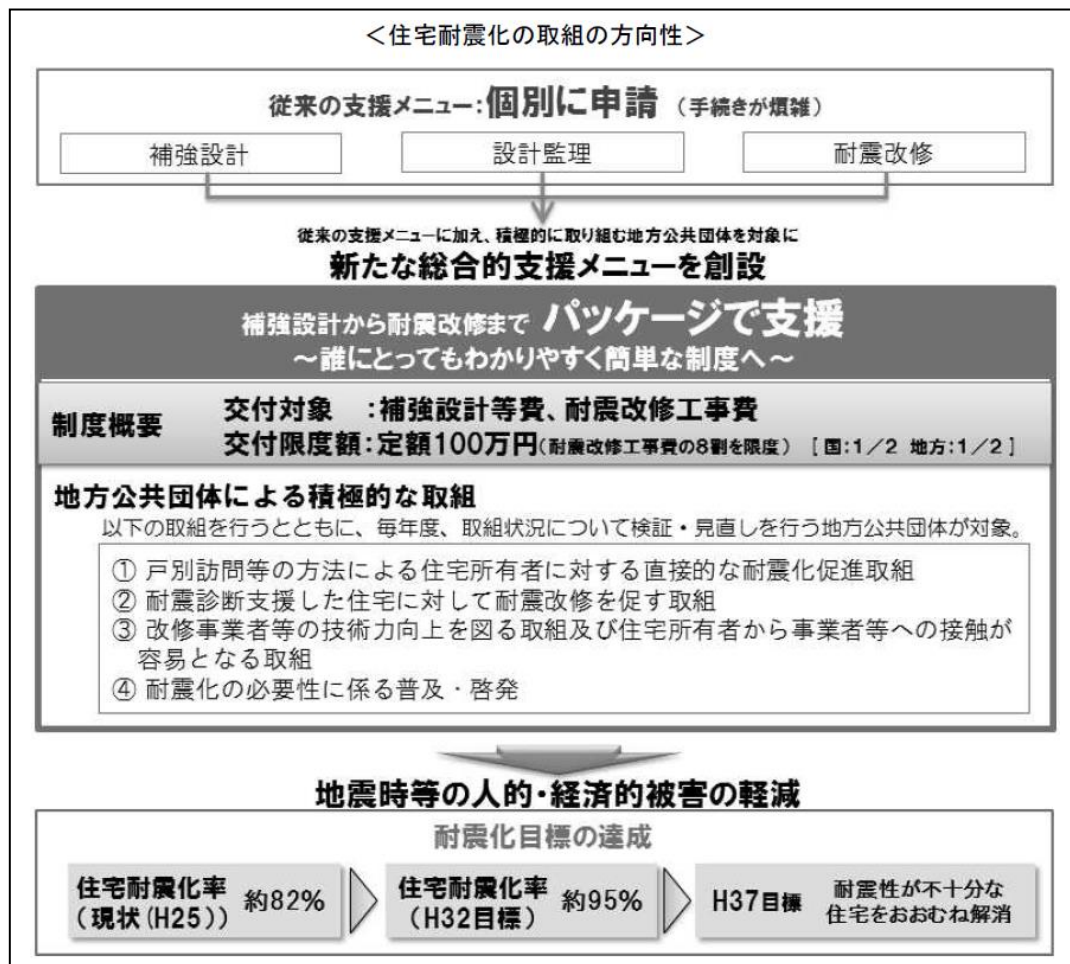 ＜住宅耐震化の取組の方向性＞
従来の支援メニュー：個別に申請（手続きが煩雑）
補強設計
設計監理
耐震改修
従来の支援メニューに加え、積極的に取り組む地方公共団体を対象に
新たな総合的支援メニューを創設
補強設計から耐震改修まで パッケージで支援
～誰にとってもわかりやすく簡単な制度へ～
制度概要
交付対象 ：補強設計等費、耐震改修工事費
交付限度額：定額100万円（耐震改修工事費の8割を限度） [ 国：1／2 地方：1／2 ]
地方公共団体による積極的な取組
以下の取組を行うとともに、毎年度、取組状況について検証・見直しを行う地方公共団体が対象。
① 戸別訪問等の方法による住宅所有者に対する直接的な耐震化促進取組
② 耐震診断支援した住宅に対して耐震改修を促す取組
③ 改修事業者等の技術力向上を図る取組及び住宅所有者から事業者等への接触が
容易となる取組
④ 耐震化の必要性に係る普及・啓発
地震時等の人的・経済的被害の軽減
耐震化目標の達成
住宅耐震化率
（現状（H25））
約82%
住宅耐震化率
（H32目標）
約95%
H37目標
耐震性が不十分な
住宅をおおむね解消